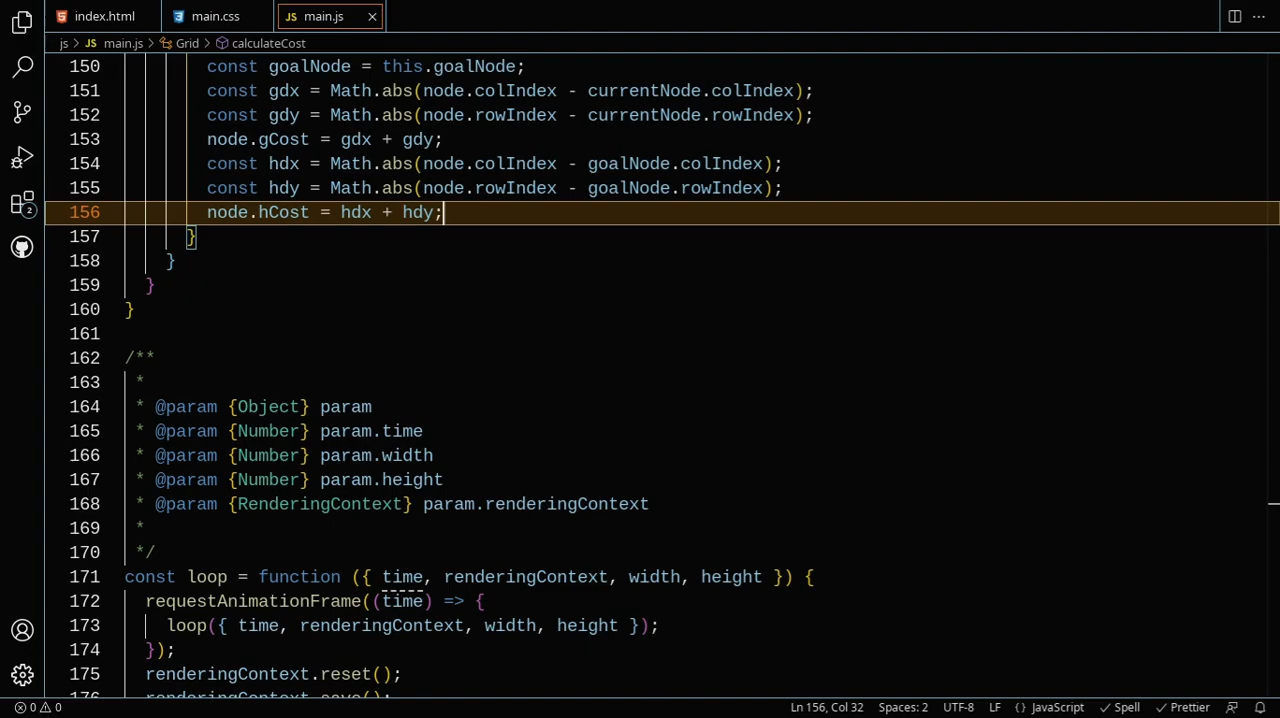 index.html
main.css
JS main.js
js > JS main.js > Grid > calculateCost
150 const goalNode = this.goalNode;
151 const gdx = Math.abs(node.colIndex - currentNode.colIndex);
152 const gdy = Math.abs(node.rowIndex - currentNode.rowIndex);
153 node.gCost = gdx + gdy;
154 const hdx = Math.abs(node.colIndex - goalNode.colIndex);
155 const hdy = Math.abs(node.rowIndex - goalNode.rowIndex);
156 node.hCost = hdx + hdy;
157 }
158 }
159 }
160 }
161
162 /**
163 *
164 * @param {Object} param
165 * @param {Number} param.time
166 * @param {Number} param.width
167 * @param {Number} param.height
168 * @param {RenderingContext} param.renderingContext
169 *
170 */
171 const loop = function ({ time, renderingContext, width, height }) {
172 requestAnimationFrame((time) => {
173 loop({ time, renderingContext, width, height });
174 });
175 renderingContext.reset();
176 renderingContext.save();
2
0 0
Ln 156, Col 32
Spaces: 2
UTF-8
LF
{} JavaScript
Spell
Prettier